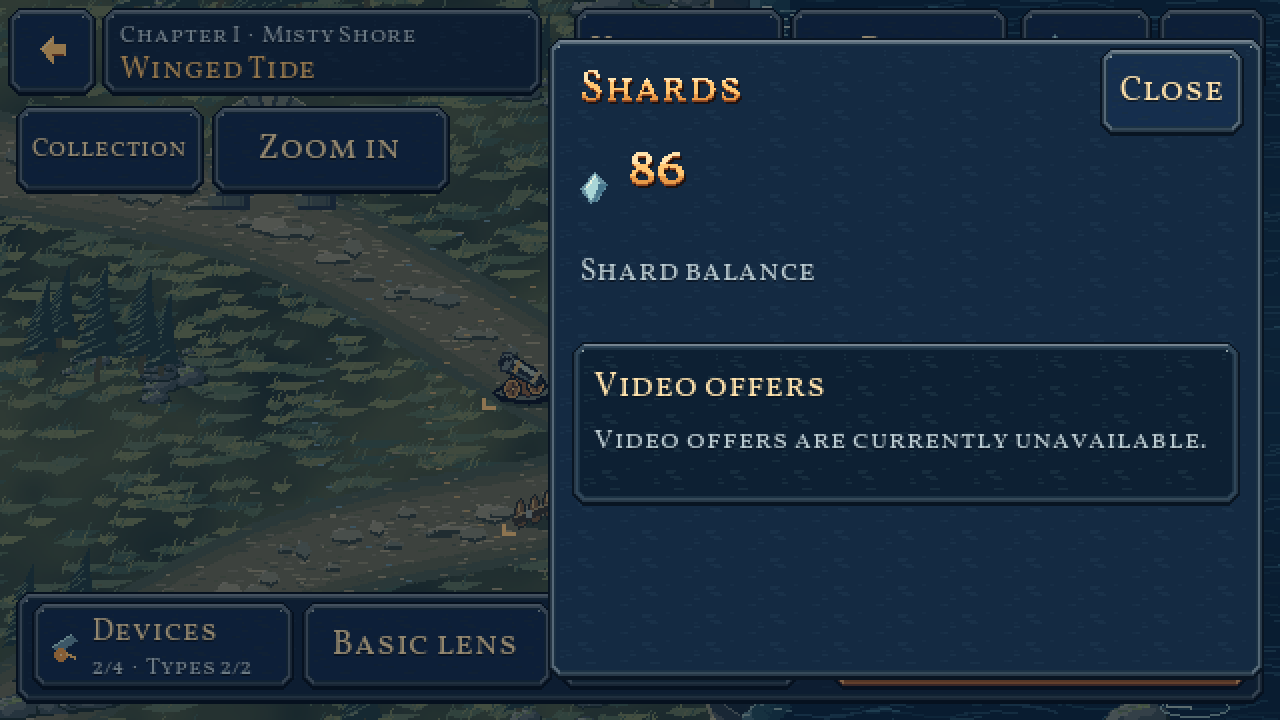 Chapter I · Misty Shore
Winged Tide
Collection
Zoom in
Shards
Close
86
Shard balance
Video offers
Video offers are currently unavailable.
Devices
2/4 · Types 2/2
Basic lens